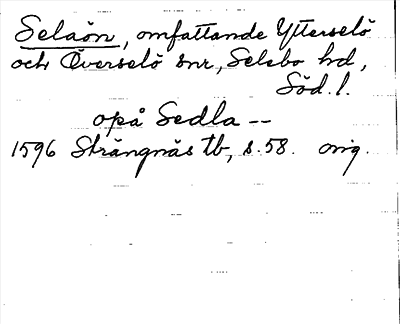 Selaön, omfattande Ytterselö
och Överselö snr, Selebo hd,
Söd. l.
opå Sedla --
1596 Strängnäs tb, s. 58. orig.